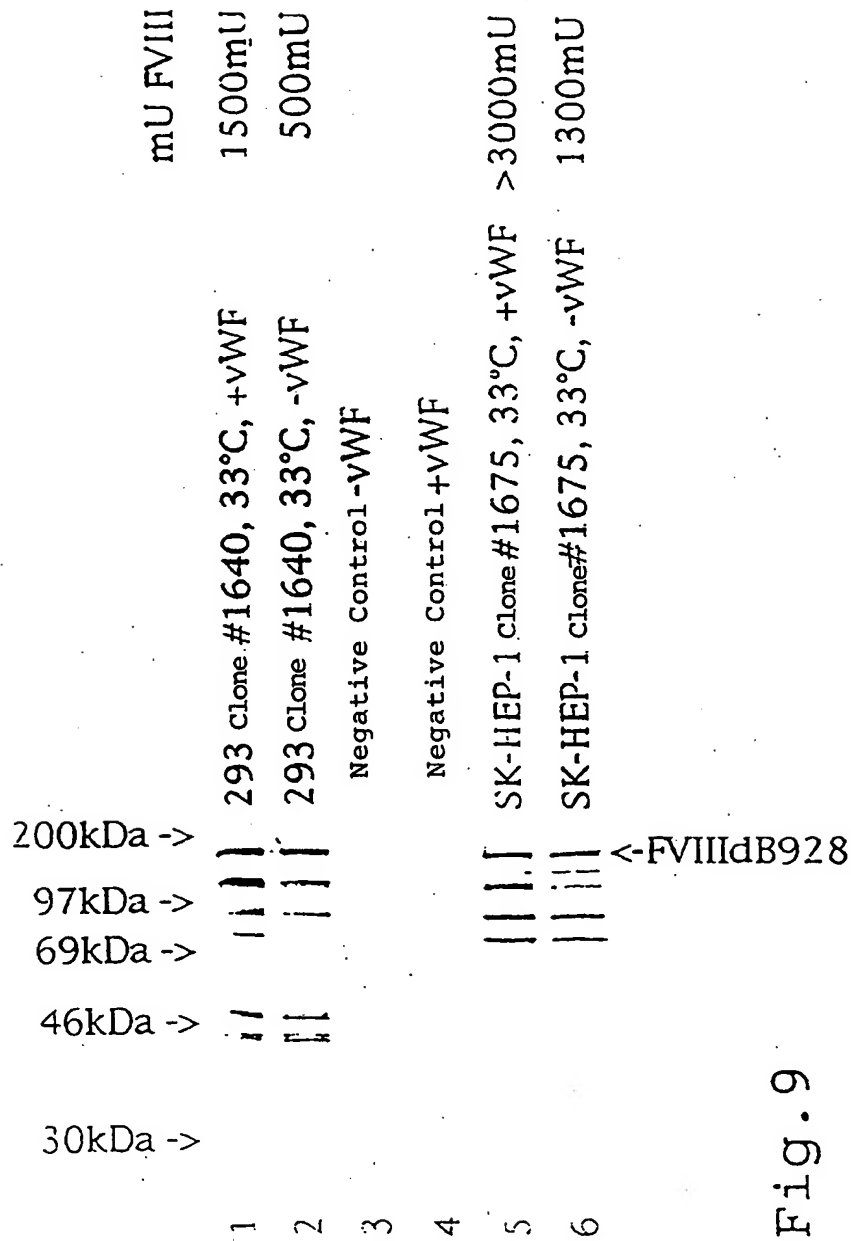 mU FVIII
293 Clone #1640, 33°C, +vWF 1500mU
293 Clone #1640, 33°C, -vWF 500mU
Negative Control-vWF
Negative Control+vWF
SK-HEP-1 Clone#1675, 33°C, +vWF >3000mU
SK-HEP-1 Clone#1675, 33°C, -vWF 1300mU
200kDa ->
<-FVIIIdB928
97kDa ->
69kDa ->
46kDa ->
30kDa ->
1
2
3
4
5
6
Fig.9